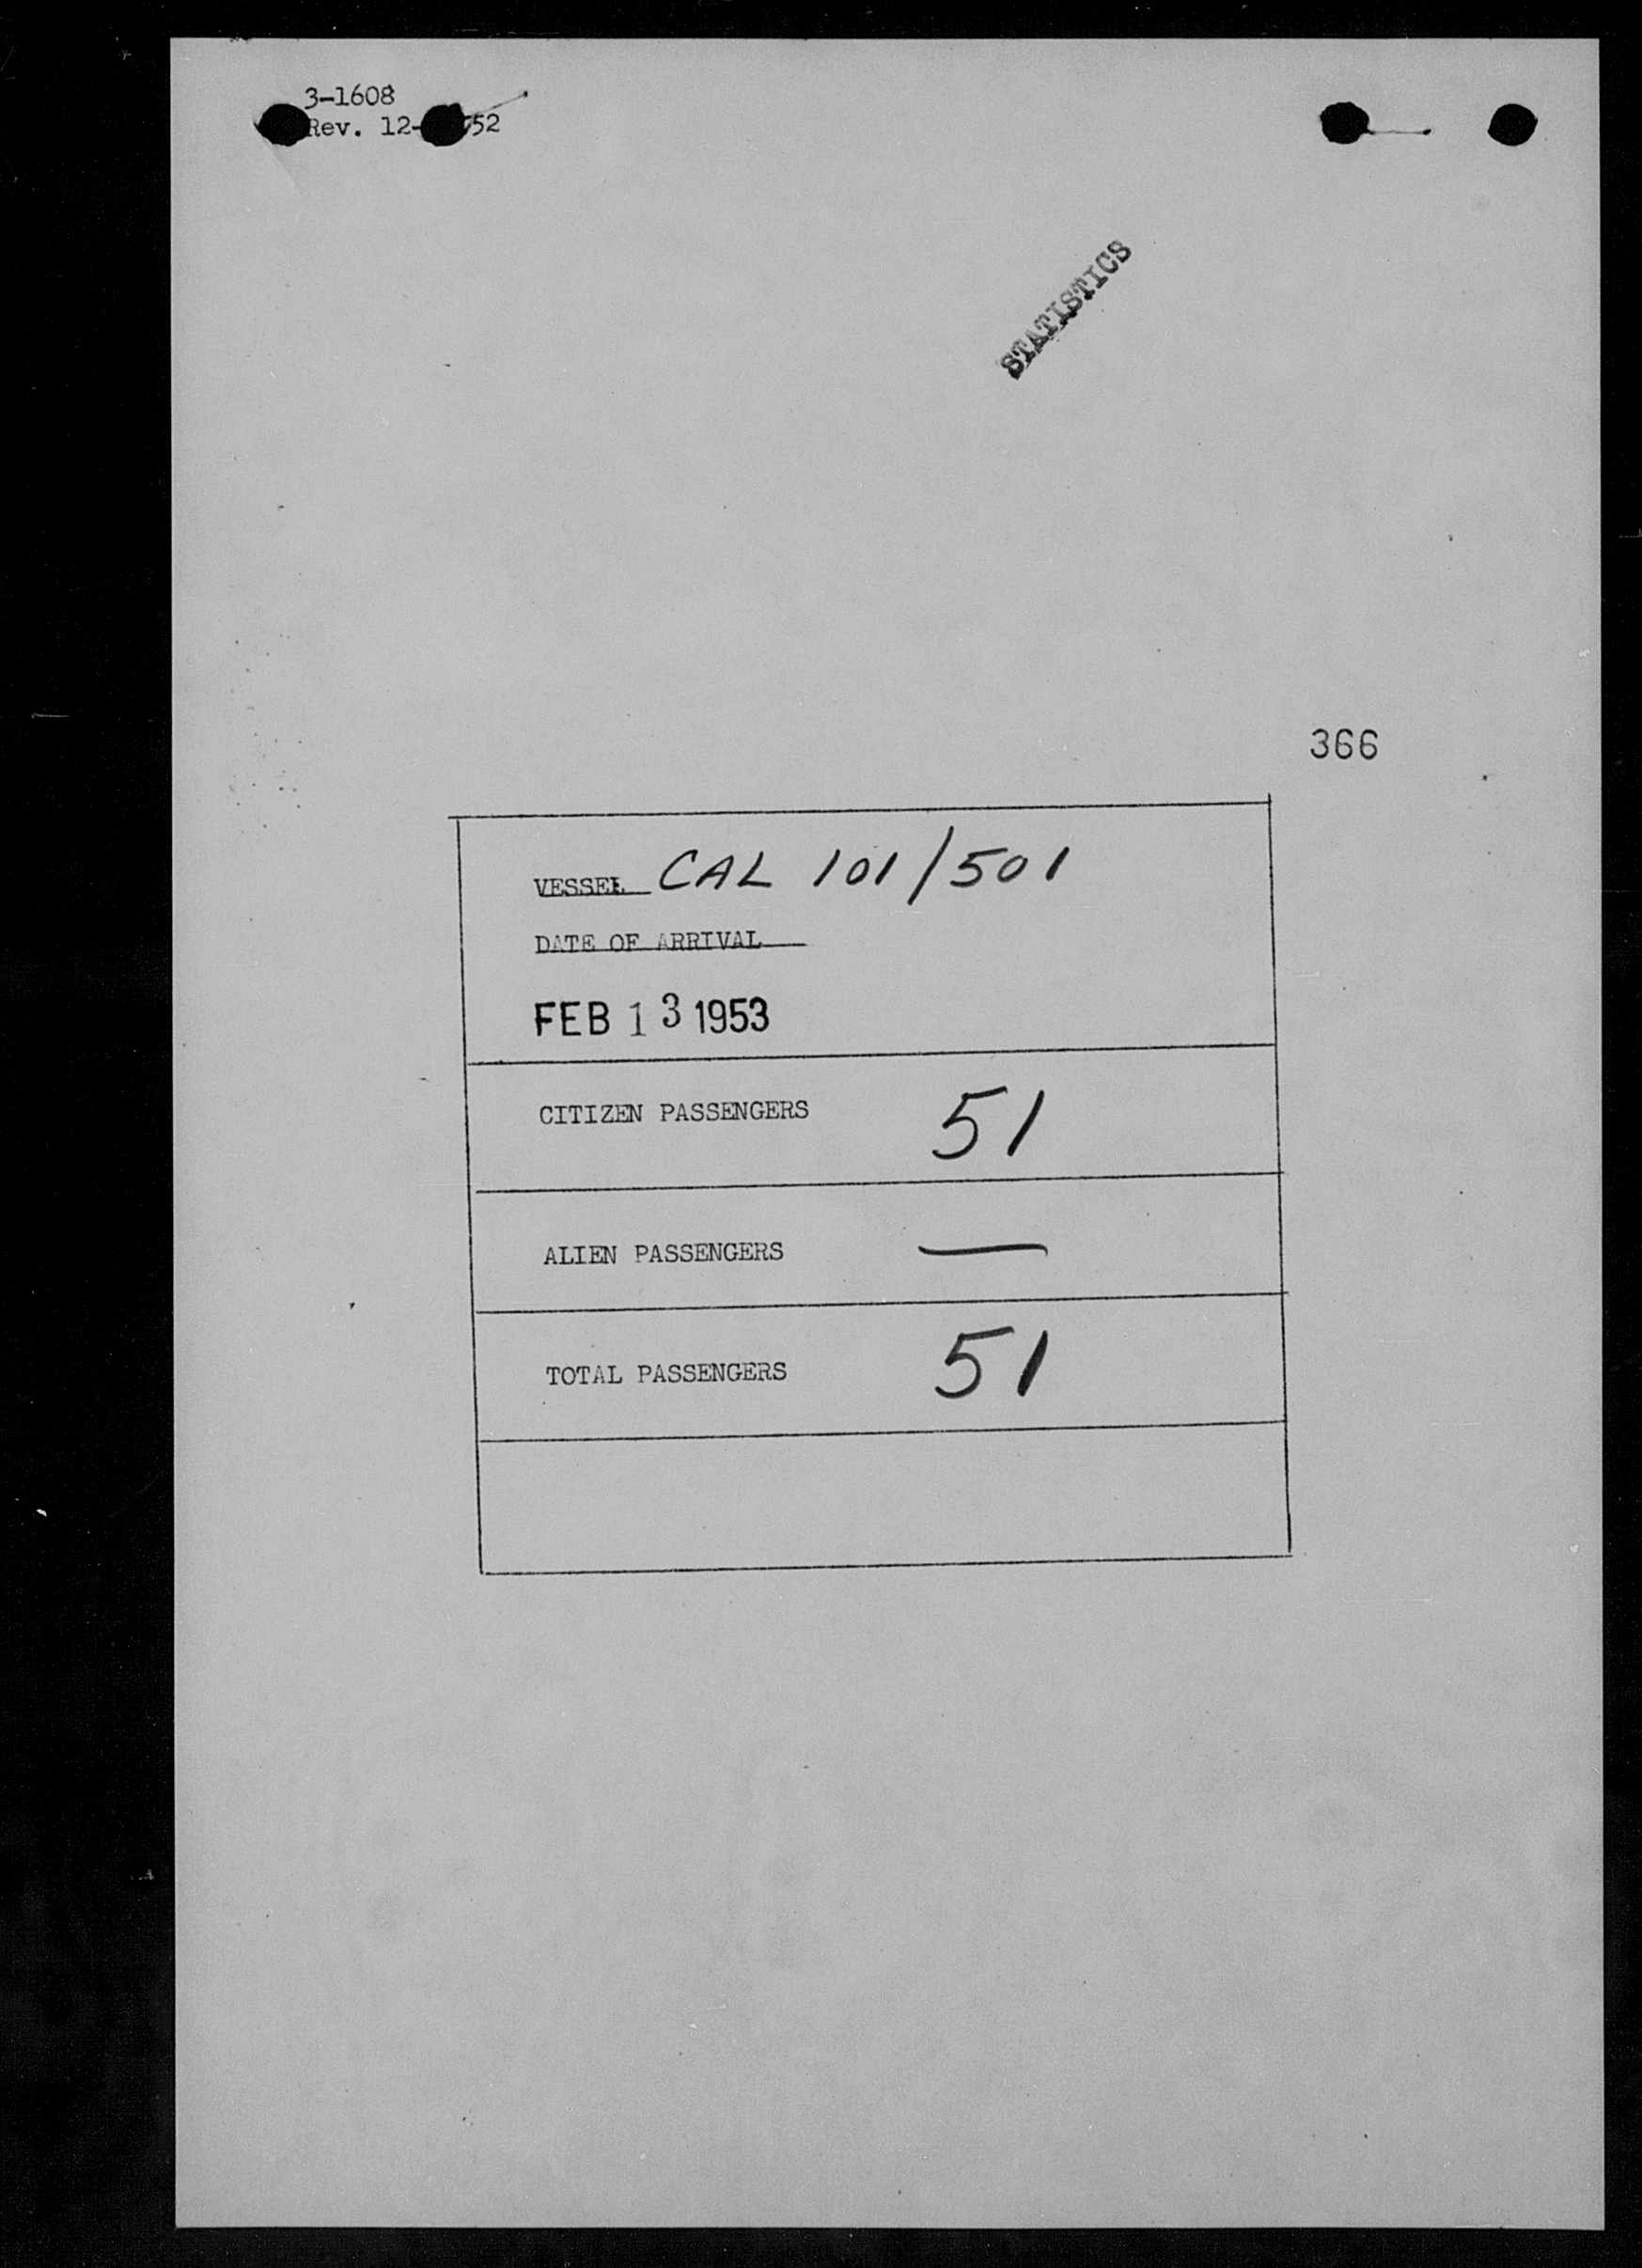 3-1608
Rev. 12- 52
STATISTICS
366
VESSEL CAL 101/501
DATE OF ARRIVAL
FEB 13 1953
CITIZEN PASSENGERS 51
ALIEN PASSENGERS —
TOTAL PASSENGERS 51